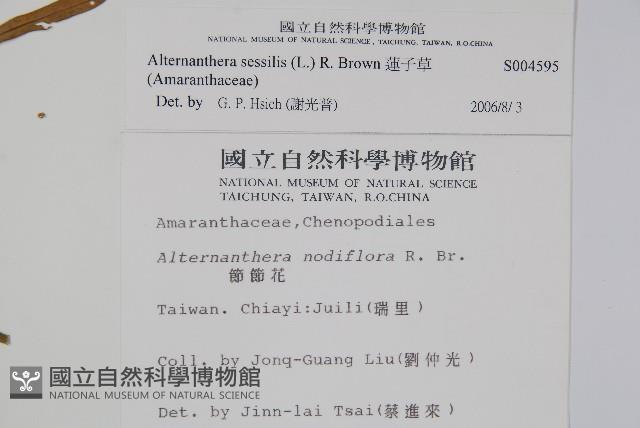 國立自然科學博物館
NATIONAL MUSEUM OF NATURAL SCIENCE, TAICHUNG, TAIWAN, R.O.CHINA
Alternanthera sessilis (L.) R. Brown 蓮子草 S004595
(Amaranthaceae)
Det. by G. P. Hsich (謝光普) 2006/8/3
國立自然科學博物館
NATIONAL MUSEUM OF NATURAL SCIENCE
TAICHUNG, TAIWAN, R.O.CHINA
Amaranthaceae,Chenopodiales
Alternanthera nodiflora R. Br.
節節花
Taiwan. Chiayi:Juili(瑞里)
Coll. by Jonq-Guang Liu(劉仲光)
國立自然科學博物館
NATIONAL MUSEUM OF NATURAL SCIENCE
Det. by Jinn-lai Tsai(蔡進來)